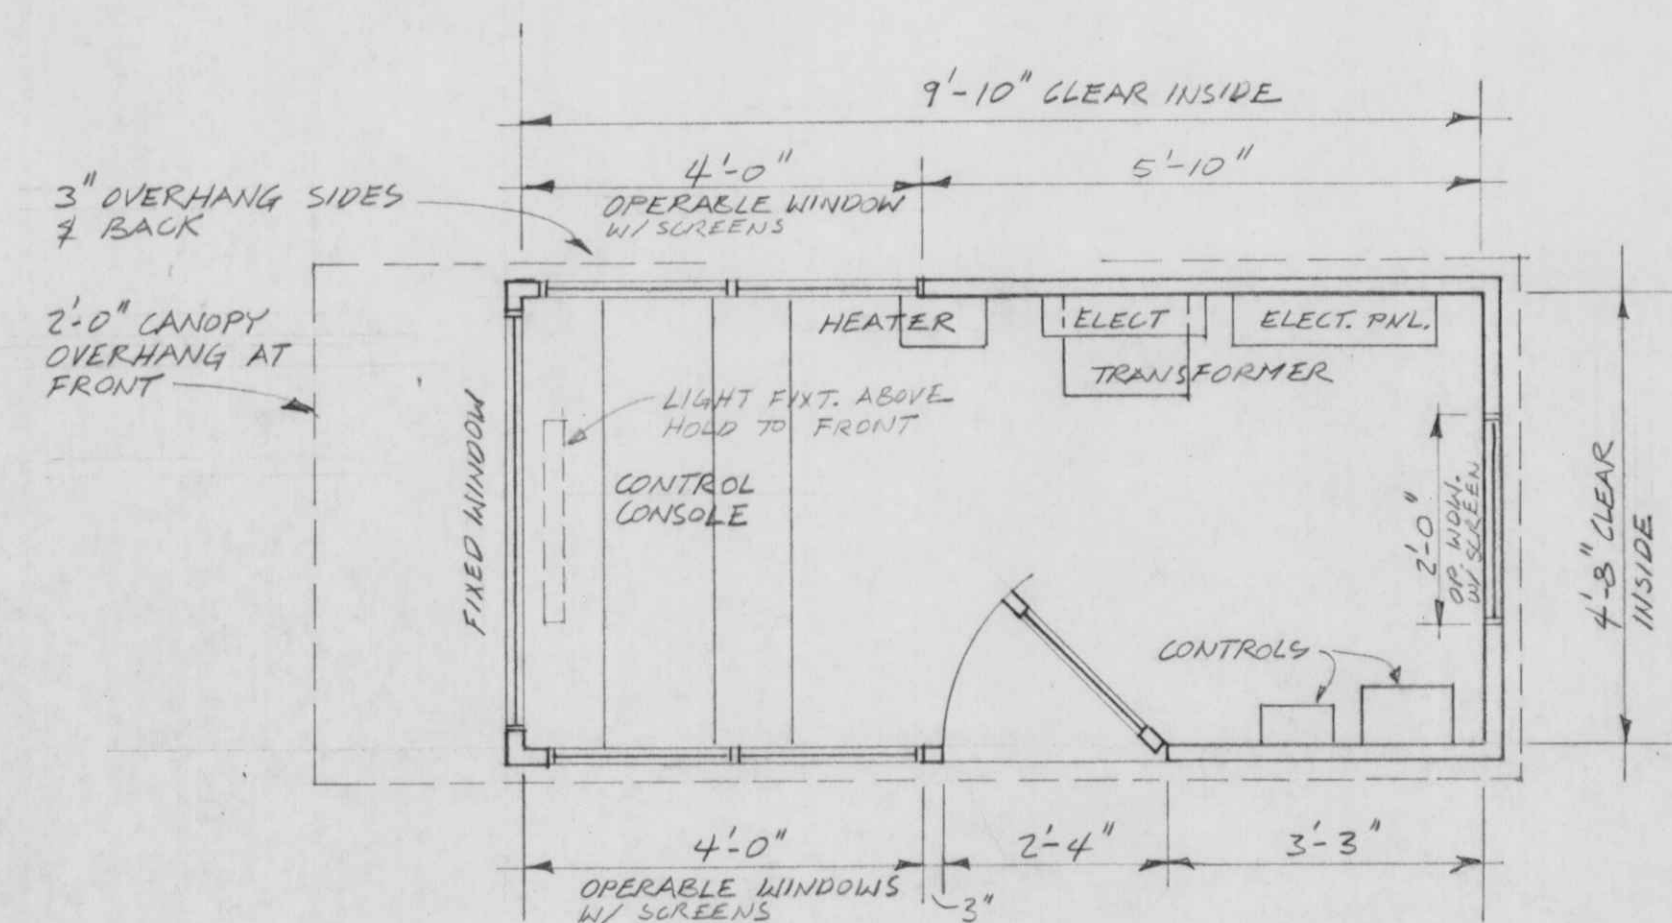 9'-10" CLEAR INSIDE
4'-0"
5'-10"
OPERABLE WINDOW
W/ SCREENS
3" OVERHANG SIDES
& BACK
2'-0" CANOPY
OVERHANG AT
FRONT
HEATER
ELECT
ELECT. PNL.
TRANSFORMER
LIGHT FIXT. ABOVE
HOLD TO FRONT
FIXED WINDOW
CONTROL
CONSOLE
2'-0"
OP. WDW.
W/ SCREEN
4'-8" CLEAR
INSIDE
CONTROLS
4'-0"
2'-4"
3'-3"
OPERABLE WINDOWS
W/ SCREENS
3"